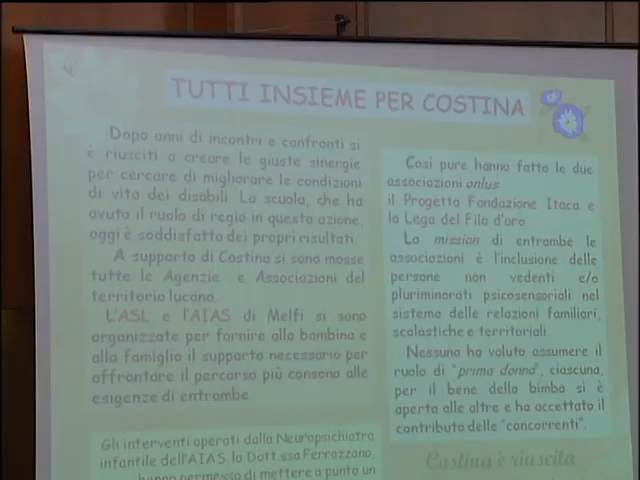 TUTTI INSIEME PER COSTINA
Dopo anni di incontri e confronti si
è riusciti a creare le giuste sinergie
per cercare di migliorare le condizioni
di vita dei disabili. La scuola, che ha
avuto il ruolo di regia in questa azione,
oggi è soddisfatta dei propri risultati.
A supporto di Costina si sono mosse
tutte le Agenzie e Associazioni del
territorio lucano.
L'ASL e l'AIAS di Melfi si sono
organizzate per fornire alla bambina e
alla famiglia il supporto necessario per
affrontare il percorso più consono alle
esigenze di entrambe.
Gli interventi operati dalla Neuropsichiatra
infantile dell'AIAS, la Dott.ssa Ferrazzano,
hanno permesso di mettere a punto un
Così pure hanno fatto le due
associazioni onlus
il Progetto Fondazione Itaca e
la Lega del Filo d'oro
La mission di entrambe le
associazioni è l'inclusione delle
persone non vedenti e/o
pluriminorati psicosensoriali nel
sistema delle relazioni familiari,
scolastiche e territoriali.
Nessuna ha voluto assumere il
ruolo di "prima donna", ciascuna,
per il bene della bimba si è
aperta alle altre e ha accettato il
contributo delle "concorrenti".
Costina è riuscita